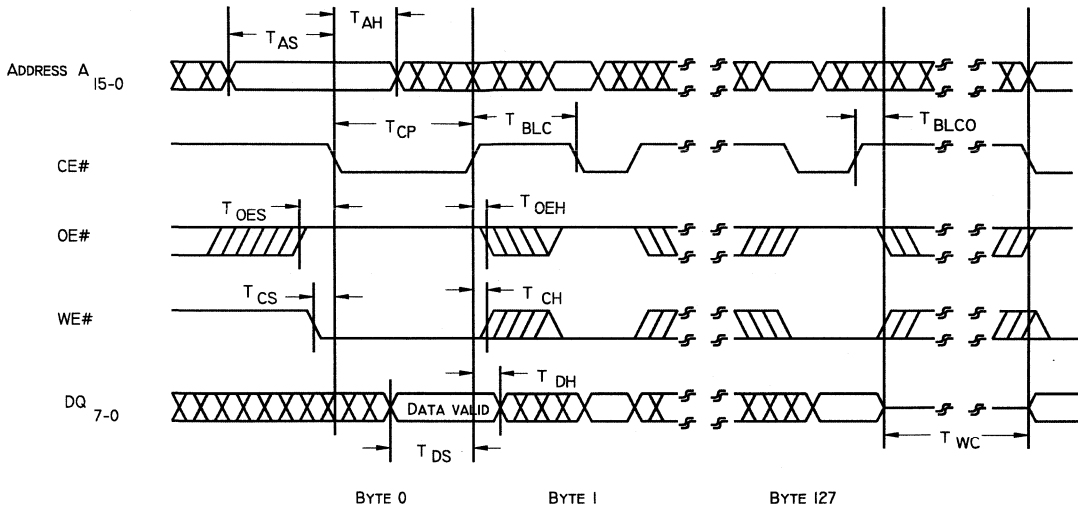 T AH
T AS
ADDRESS A 15-0
T CP
T BLC
T BLCO
CE#
T OES
T OEH
OE#
T CS
T CH
WE#
T DH
DQ 7-0
DATA VALID
T DS
T WC
BYTE 0
BYTE 1
BYTE 127